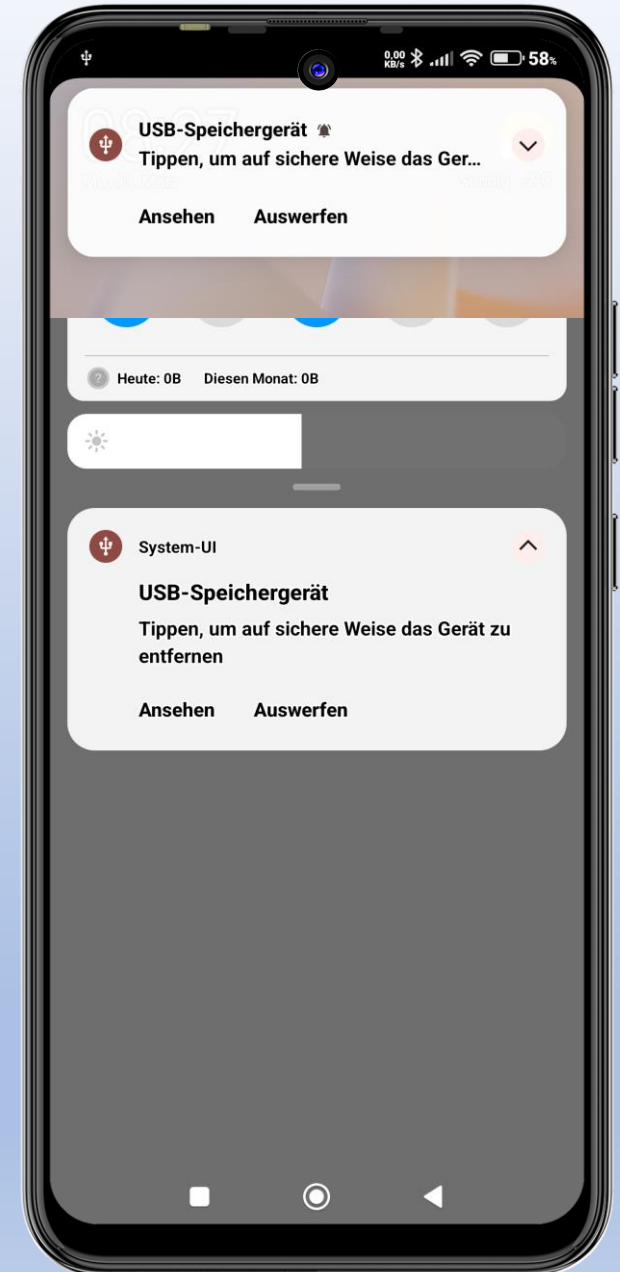 0,00
KB/s
58%
USB-Speichergerät
Tippen, um auf sichere Weise das Ger...
Ansehen Auswerfen
Heute: 0B Diesen Monat: 0B
System-UI
USB-Speichergerät
Tippen, um auf sichere Weise das Gerät zu
entfernen
Ansehen Auswerfen